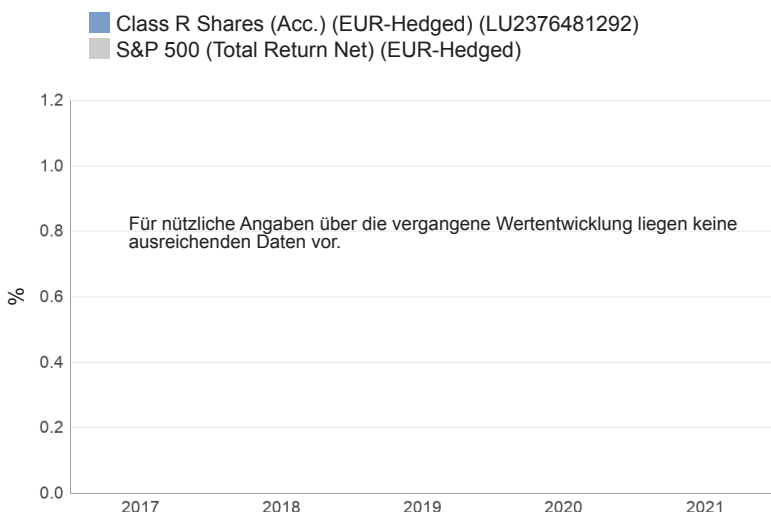 Class R Shares (Acc.) (EUR-Hedged) (LU2376481292)
S&P 500 (Total Return Net) (EUR-Hedged)
1.2
1.0
0.8
0.6
0.4
0.2
0.0
%
Für nützliche Angaben über die vergangene Wertentwicklung liegen keine
ausreichenden Daten vor.
2017 2018 2019 2020 2021